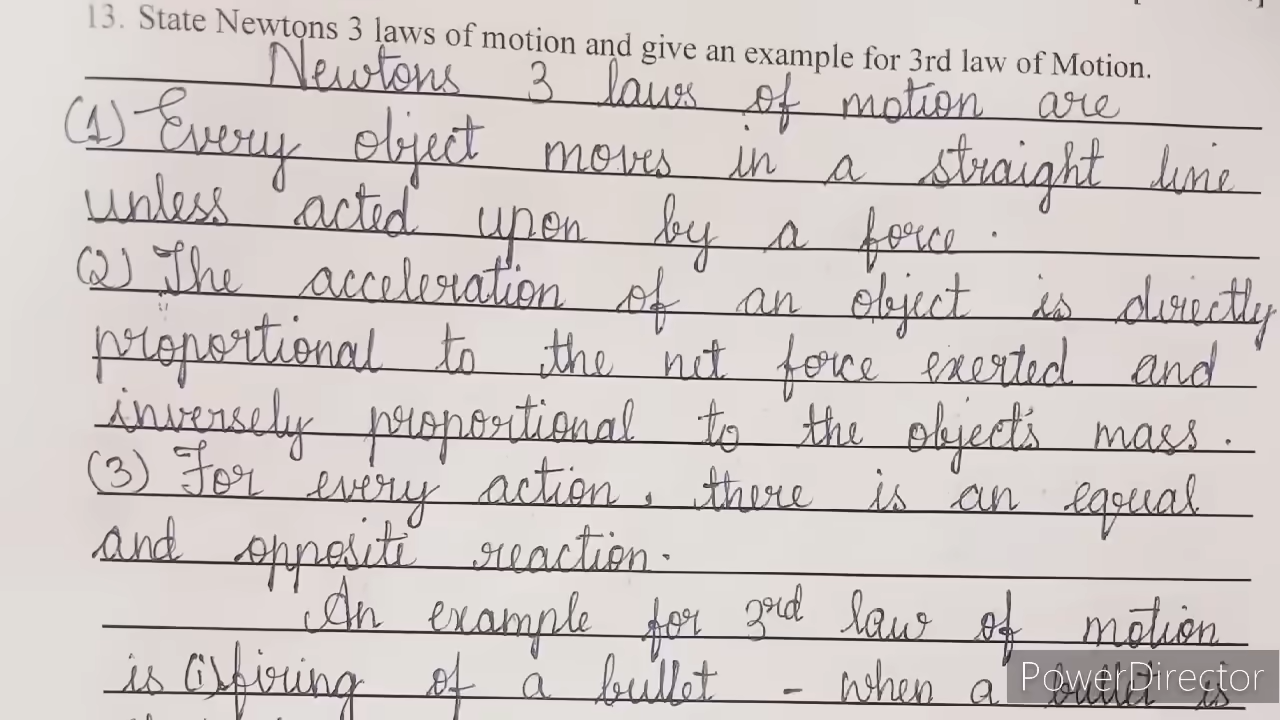 13. State Newtons 3 laws of motion and give an example for 3rd law of Motion.
Newtons 3 laws of motion are
(1) Every object moves in a straight line
unless acted upon by a force.
(2) The acceleration of an object is directly
proportional to the net force exerted and
inversely proportional to the object's mass.
(3) For every action, there is an equal
and opposite reaction.
An example for 3rd law of motion
is (i) firing of a bullet - when a bullet is
PowerDirector